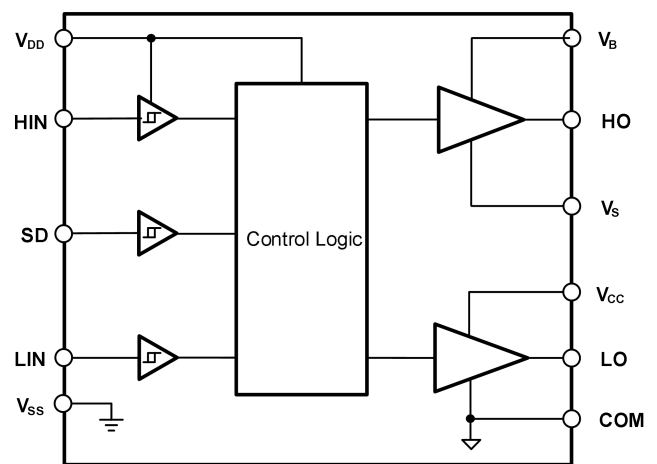 VDD
HIN
SD
LIN
VSS
Control Logic
VB
HO
VS
VCC
LO
COM